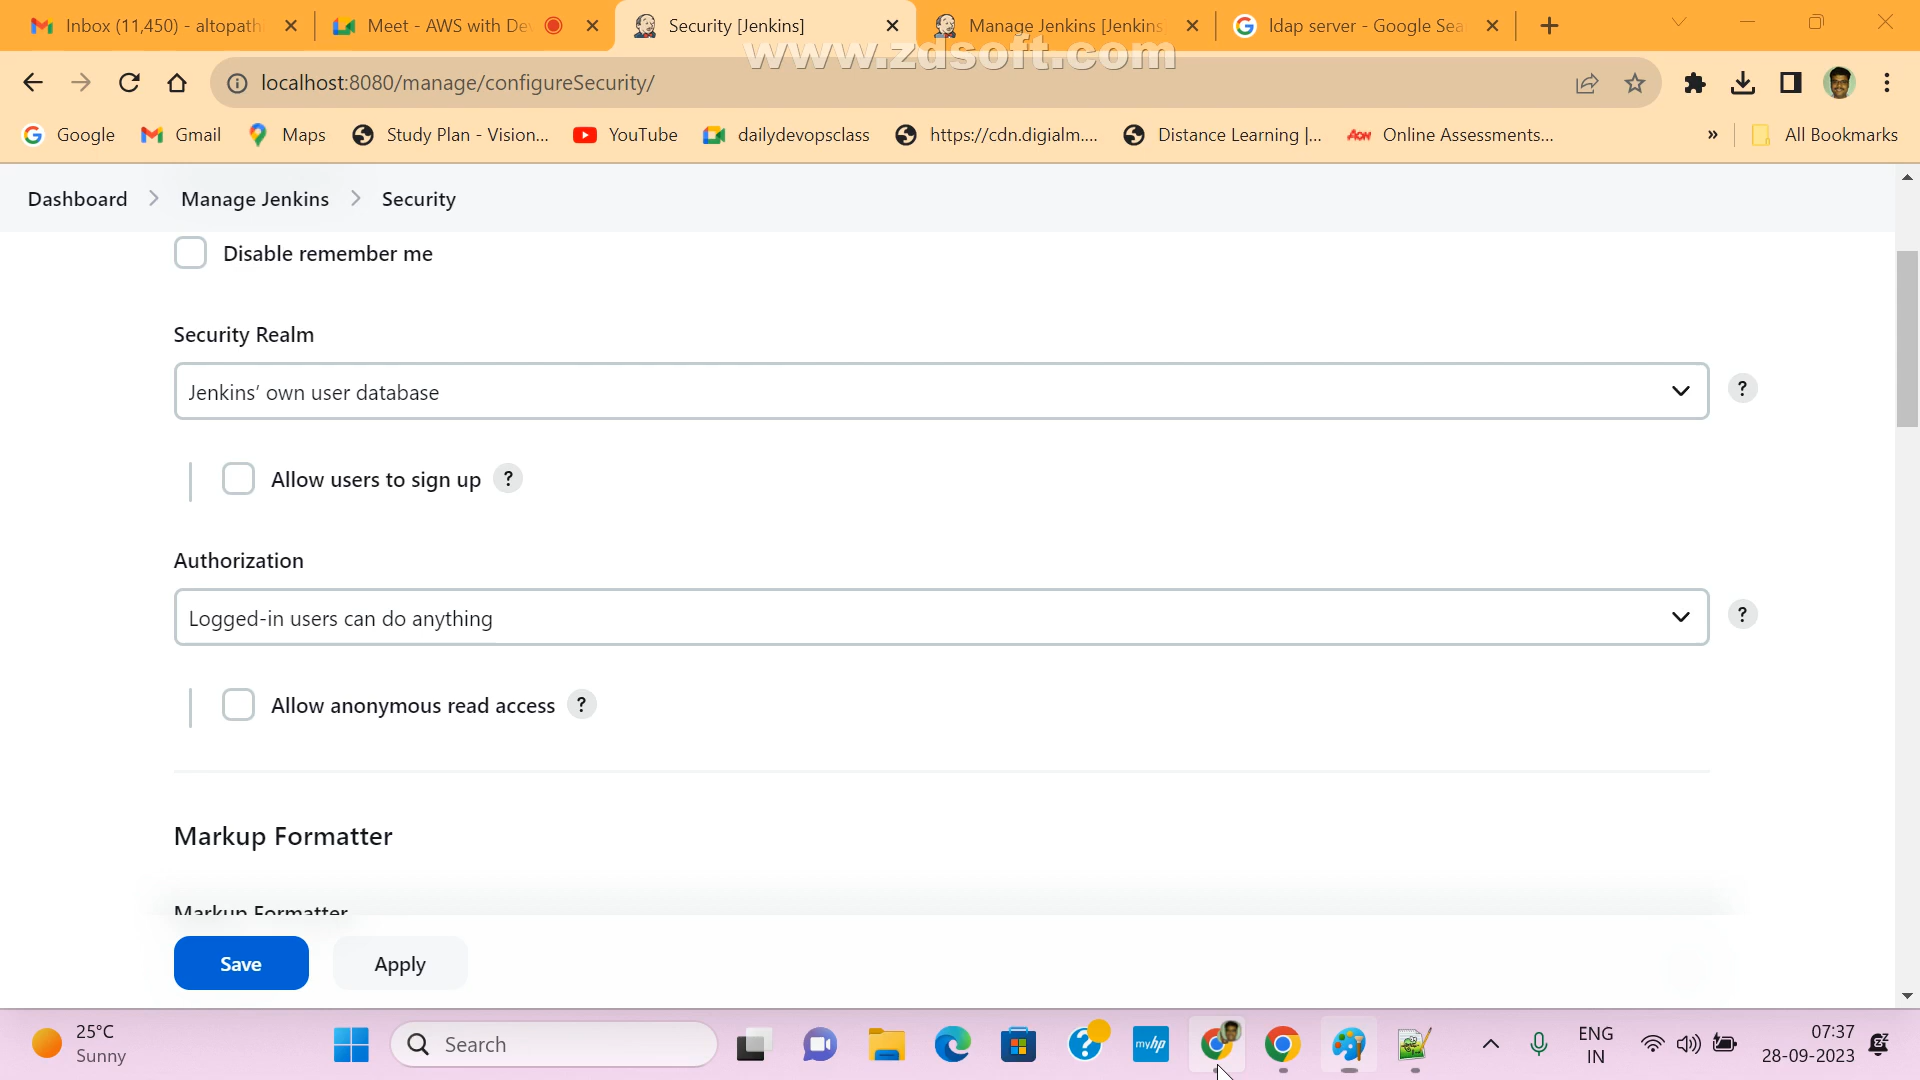 Inbox (11,450) - altopath
Meet - AWS with De
Security [Jenkins]
Manage Jenkins [Jenkins
ldap server - Google Sea
www.zdsoft.com
localhost:8080/manage/configureSecurity/
Google
Gmail
Maps
Study Plan - Vision...
YouTube
dailydevopsclass
https://cdn.digialm....
Distance Learning |...
AON
Online Assessments...
»
All Bookmarks
Dashboard
Manage Jenkins
Security
Disable remember me
Security Realm
Jenkins’ own user database
?
Allow users to sign up ?
Authorization
Logged-in users can do anything
?
Allow anonymous read access ?
Markup Formatter
Markup Formatter
Save
Apply
25°C
Sunny
Search
myhp
ENG
IN
07:37
28-09-2023